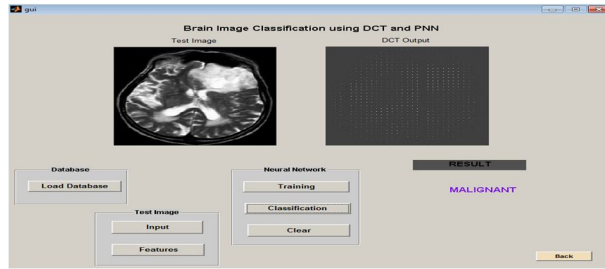 gui
Brain Image Classification using DCT and PNN
Test Image
DCT Output
Database
Load Database
Test Image
Input
Features
Neural Network
Training
Classification
Clear
RESULT
MALIGNANT
Back